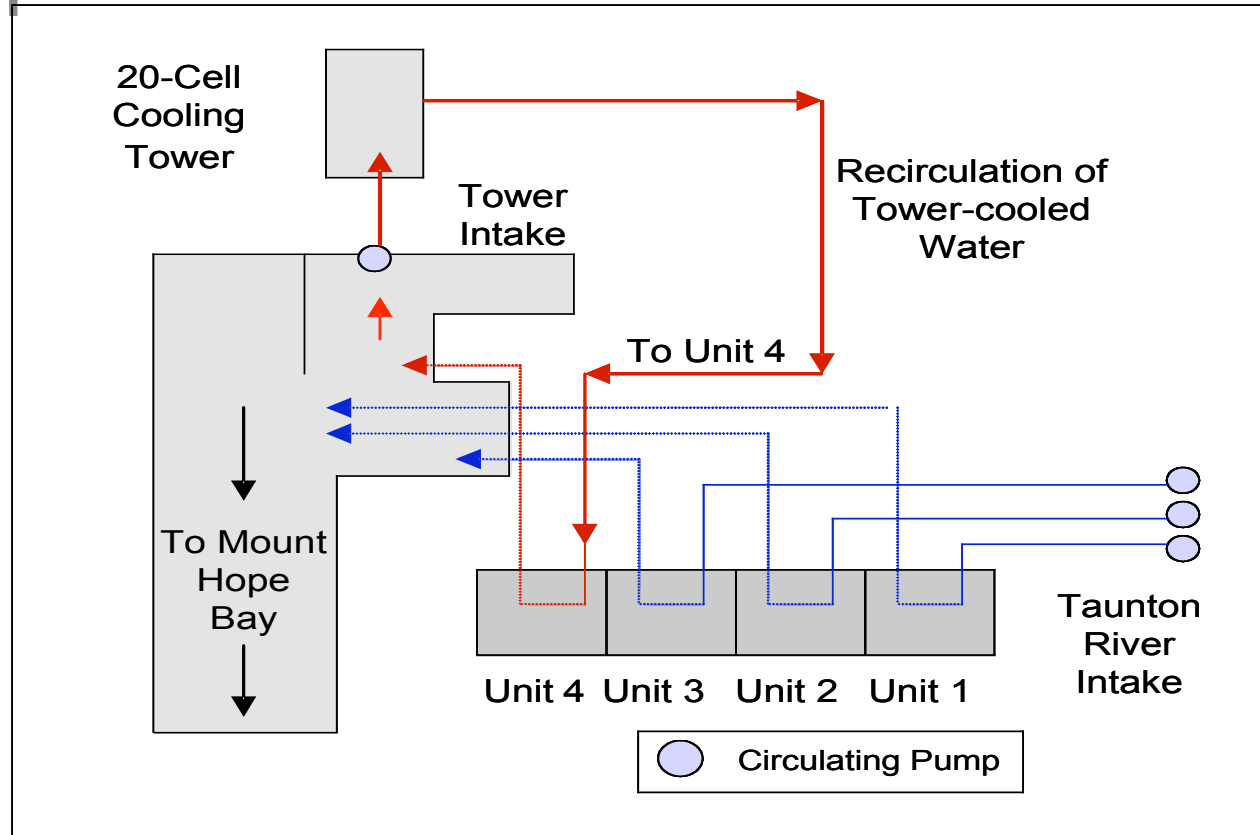 20-Cell
Cooling
Tower
Tower
Intake
Recirculation of
Tower-cooled
Water
To Unit 4
To Mount
Hope
Bay
Taunton
River
Intake
Unit 4
Unit 3
Unit 2
Unit 1
Circulating Pump